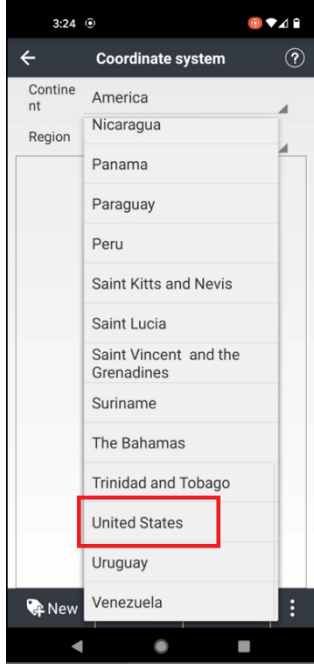 3:24
Coordinate system
?
Contine
nt
America
Region
Nicaragua
Panama
Paraguay
Peru
Saint Kitts and Nevis
Saint Lucia
Saint Vincent and the
Grenadines
Suriname
The Bahamas
Trinidad and Tobago
United States
Uruguay
New
Venezuela